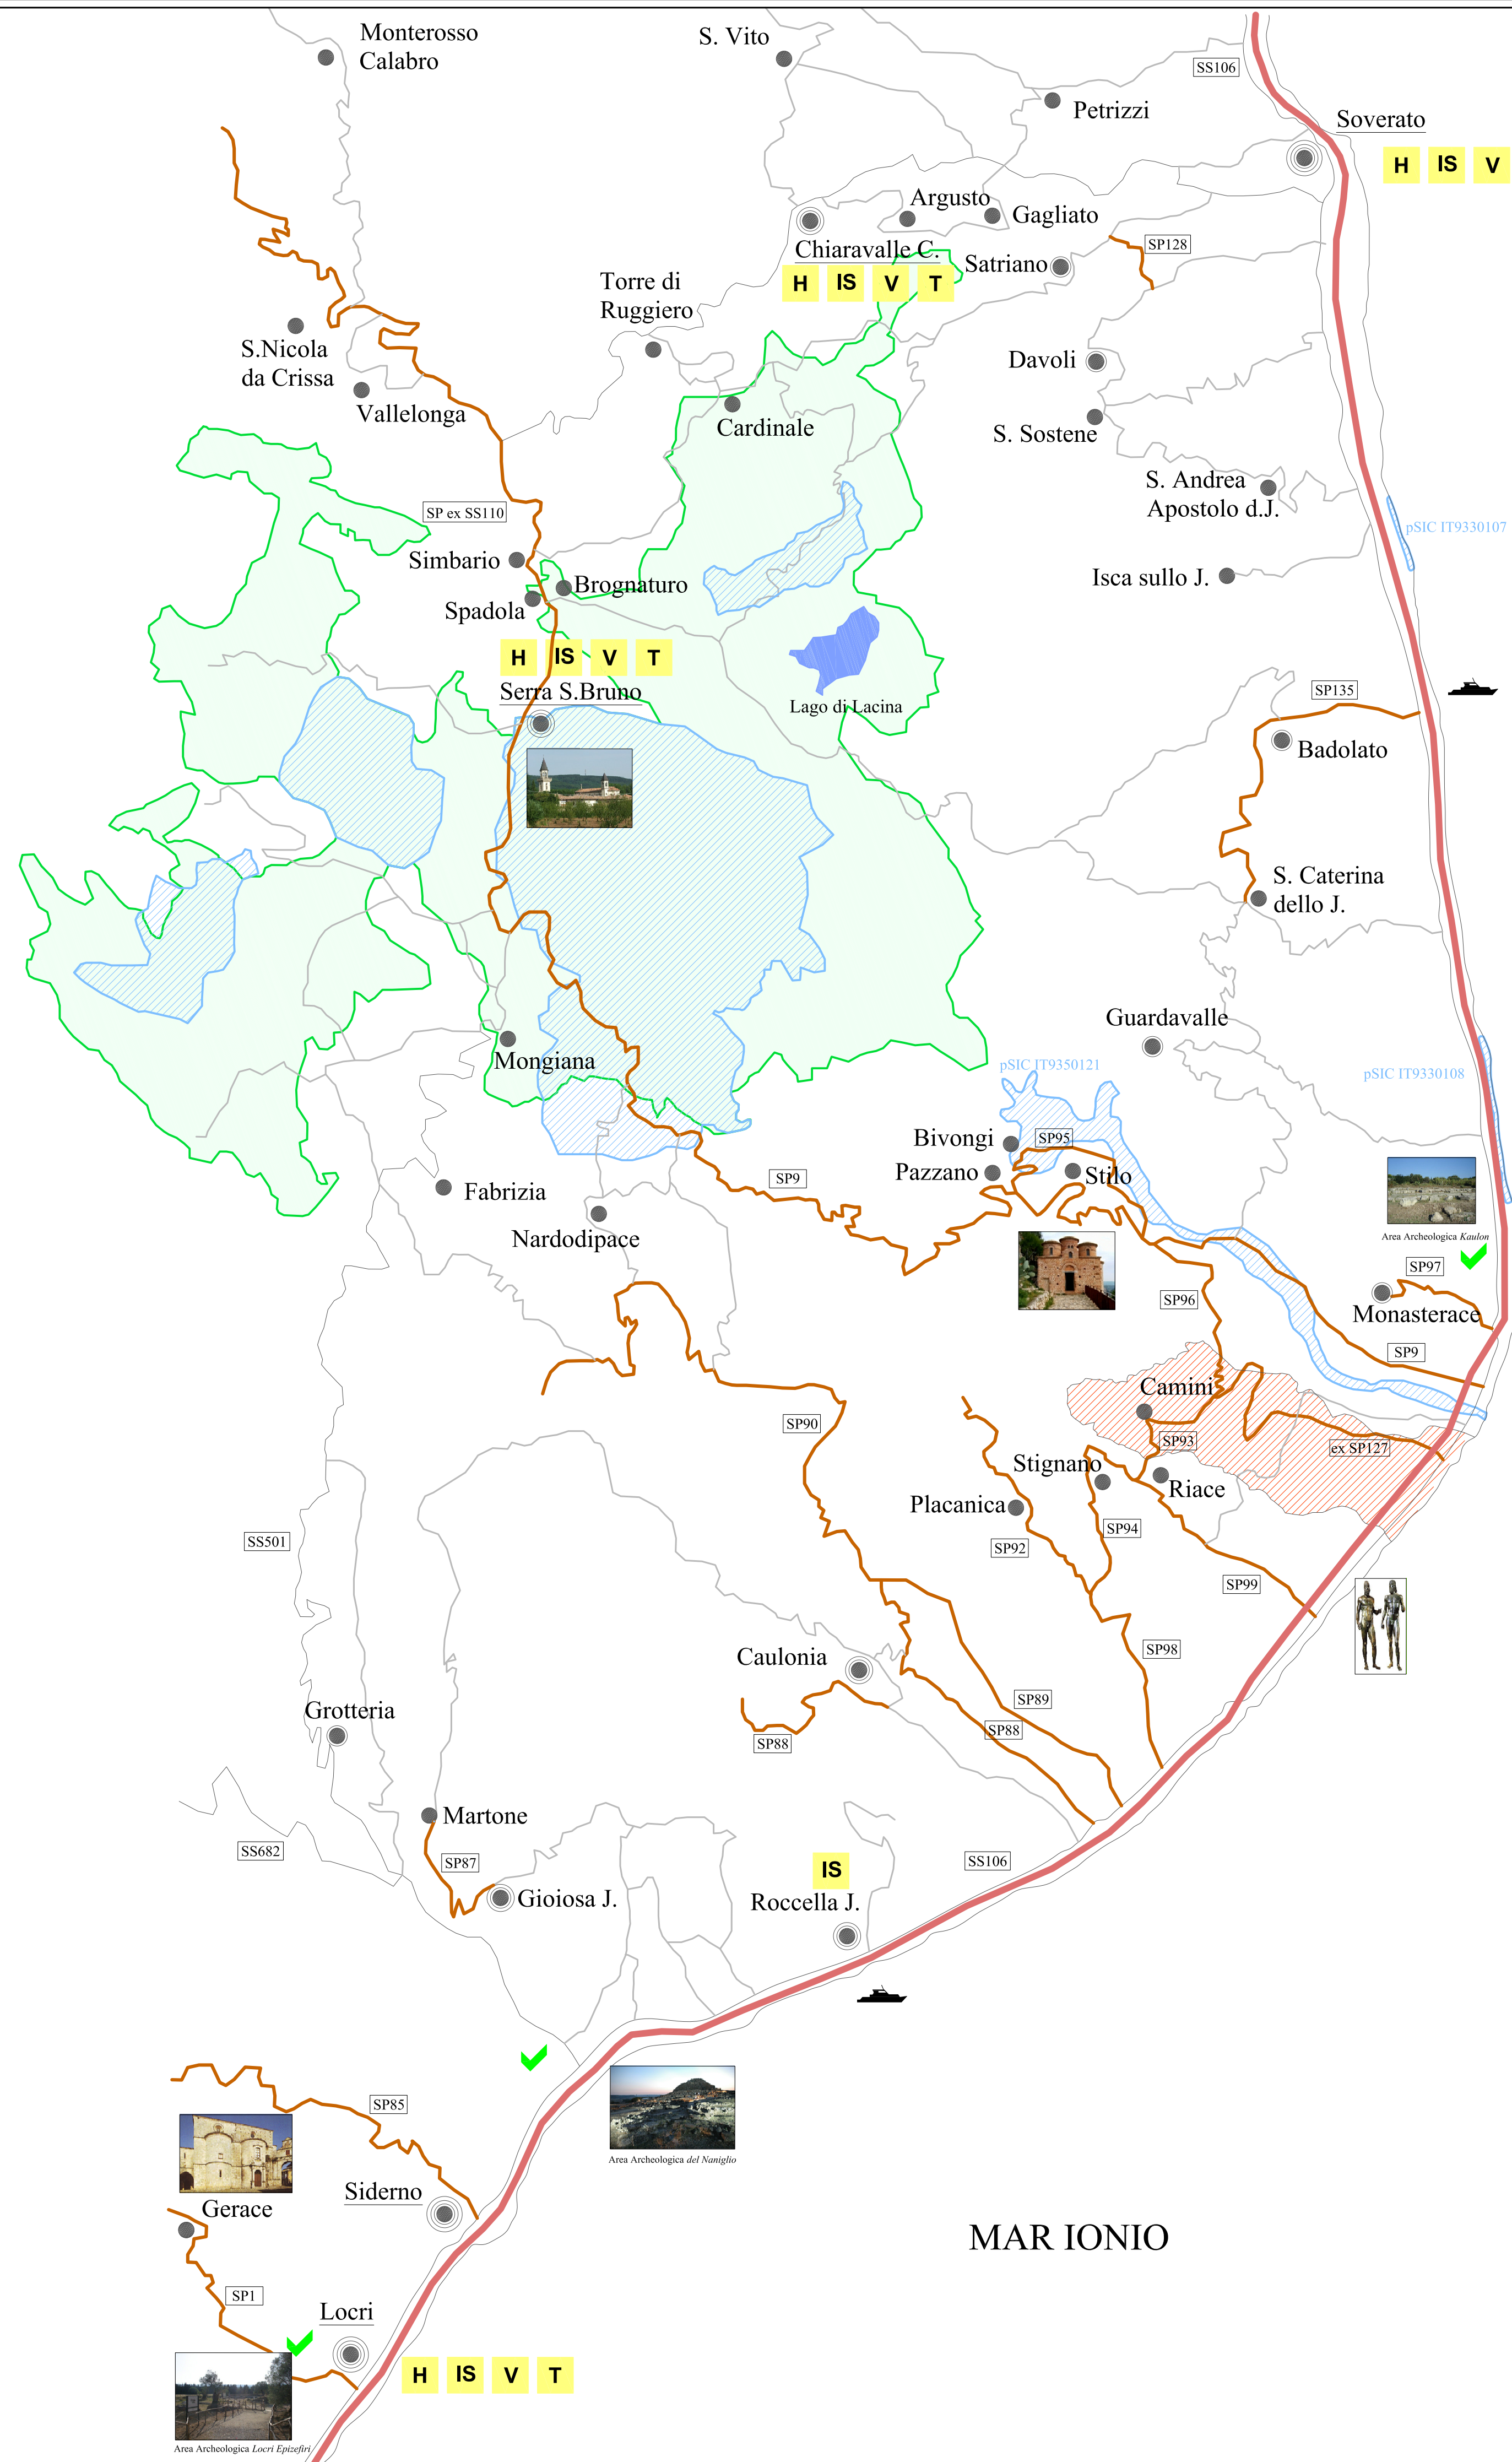 Monterosso
Calabro
S. Vito
SS106
Petrizzi
Soverato
H IS V
Argusto
Gagliato
Chiaravalle C.
H IS V T
Satriano
SP128
Torre di
Ruggiero
S.Nicola
da Crissa
Vallelonga
Davoli
Cardinale
S. Sostene
S. Andrea
Apostolo d.J.
SP ex SS110
pSIC IT9330107
Simbario
Brognaturo
Isca sullo J.
Spadola
H IS V T
Serra S.Bruno
Lago di Lacina
SP135
Badolato
S. Caterina
dello J.
Guardavalle
Mongiana
pSIC IT9350121
pSIC IT9330108
Bivongi
SP95
Pazzano
Stilo
SP9
Fabrizia
Nardodipace
Area Archeologica Kaulon
SP97
SP96
Monasterace
SP9
Camini
SP90
SP93
ex SP127
Stignano
Riace
Placanica
SP94
SP92
SS501
SP99
Caulonia
SP98
SP89
SP88
SP88
Grotteria
Martone
SS682
SP87
IS
SS106
Gioiosa J.
Roccella J.
SP85
Area Archeologica del Naniglio
Siderno
Gerace
MAR IONIO
SP1
Locri
H IS V T
Area Archeologica Locri Epizefiri